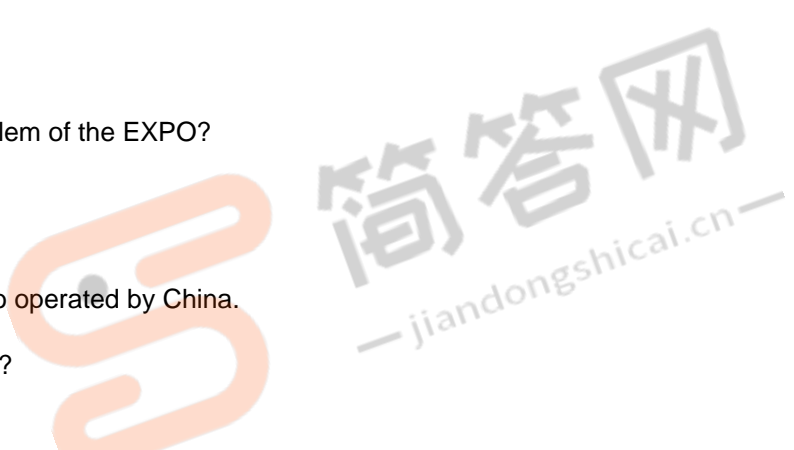 lem of the EXPO?
简答网
operated by China.
— jiandongshicai.cn —
?